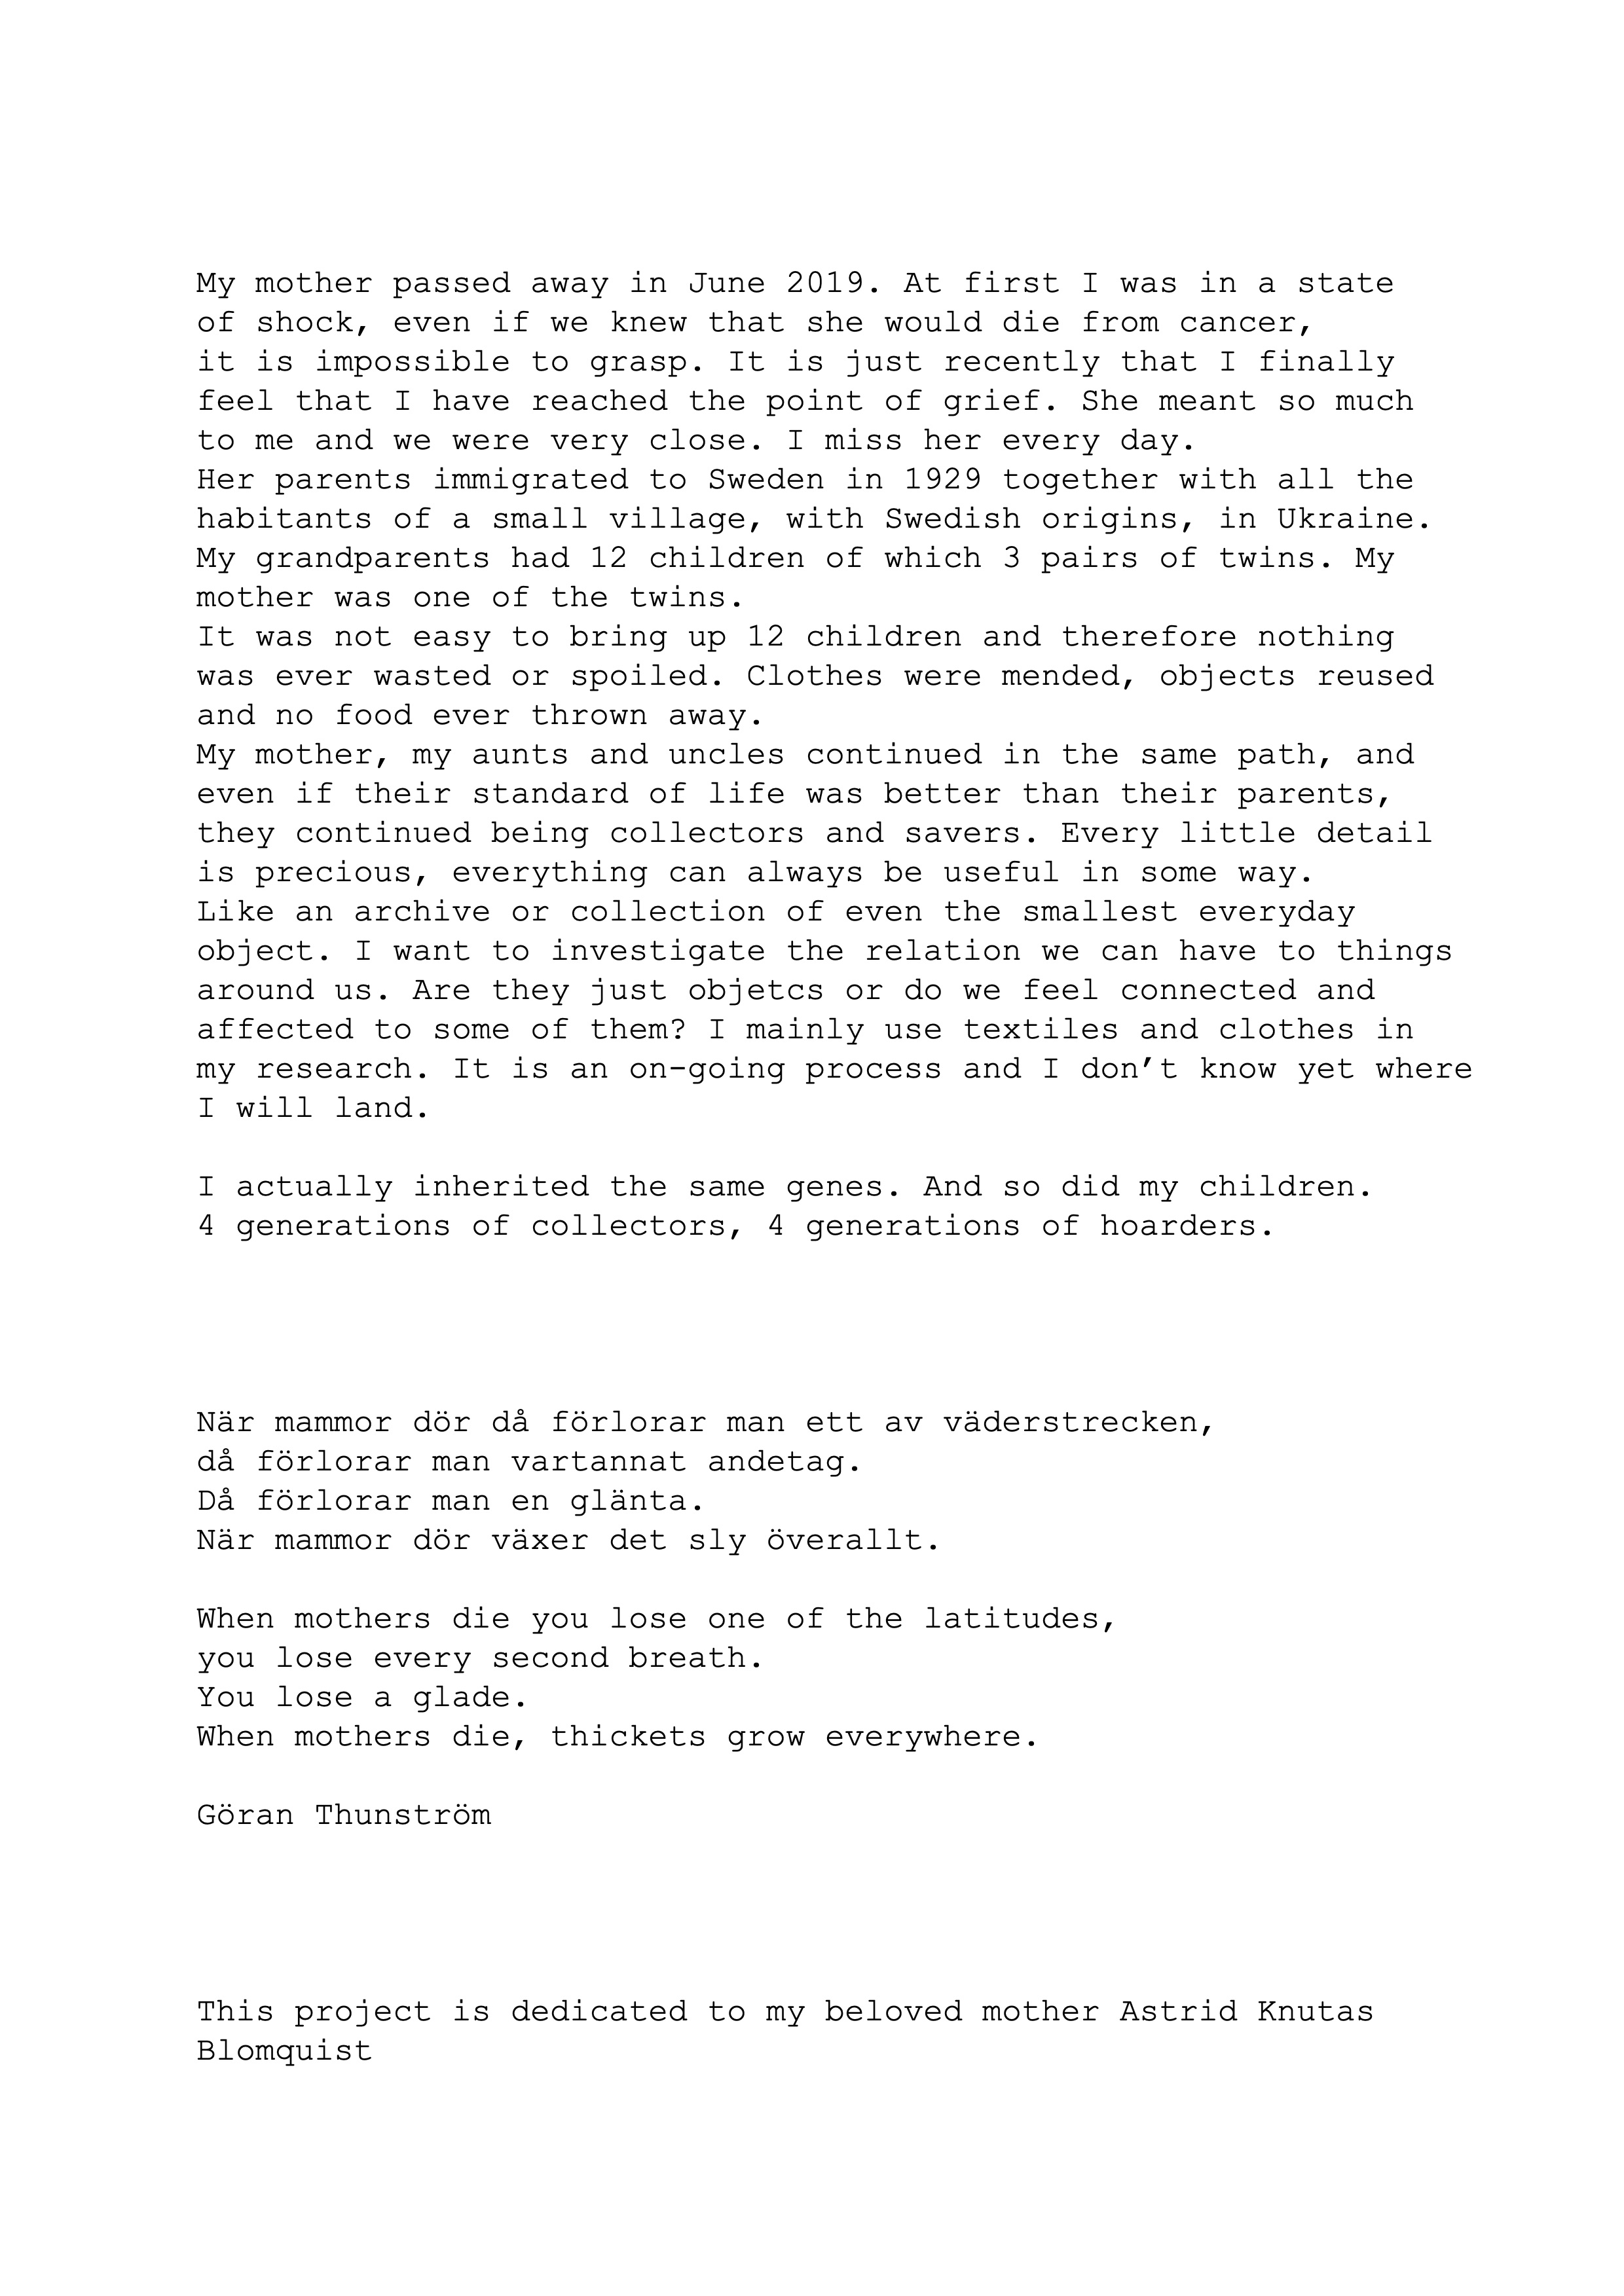 My mother passed away in June 2019. At first I was in a state
of shock, even if we knew that she would die from cancer,
it is impossible to grasp. It is just recently that I finally
feel that I have reached the point of grief. She meant so much
to me and we were very close. I miss her every day.
Her parents immigrated to Sweden in 1929 together with all the
habitants of a small village, with Swedish origins, in Ukraine.
My grandparents had 12 children of which 3 pairs of twins. My
mother was one of the twins.
It was not easy to bring up 12 children and therefore nothing
was ever wasted or spoiled. Clothes were mended, objects reused
and no food ever thrown away.
My mother, my aunts and uncles continued in the same path, and
even if their standard of life was better than their parents,
they continued being collectors and savers. Every little detail
is precious, everything can always be useful in some way.
Like an archive or collection of even the smallest everyday
object. I want to investigate the relation we can have to things
around us. Are they just objetcs or do we feel connected and
affected to some of them? I mainly use textiles and clothes in
my research. It is an on-going process and I don’t know yet where
I will land.

I actually inherited the same genes. And so did my children.
4 generations of collectors, 4 generations of hoarders.

När mammor dör då förlorar man ett av väderstrecken,
då förlorar man vartannat andetag.
Då förlorar man en glänta.
När mammor dör växer det sly överallt.

When mothers die you lose one of the latitudes,
you lose every second breath.
You lose a glade.
When mothers die, thickets grow everywhere.

Göran Thunström

This project is dedicated to my beloved mother Astrid Knutas
Blomquist